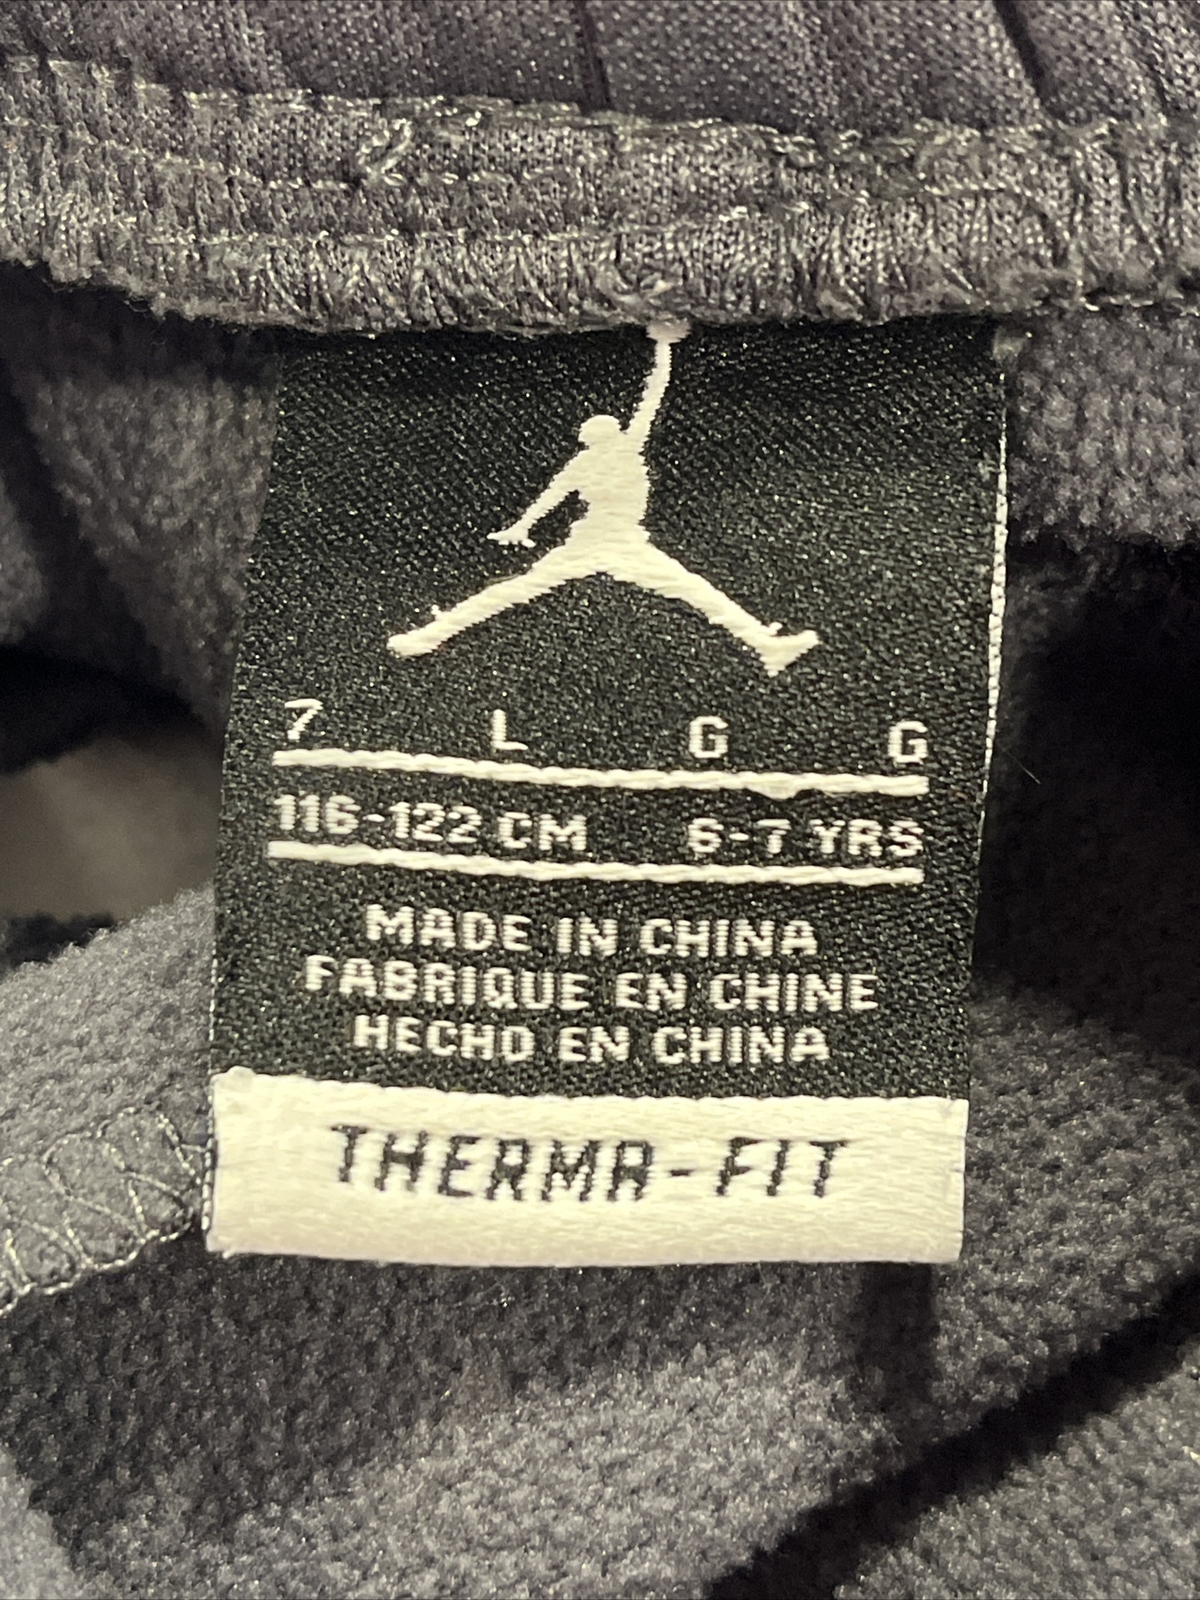 7 L G G
116-122 CM 6-7 YRS
MADE IN CHINA
FABRIQUE EN CHINE
HECHO EN CHINA
THERMA-FIT